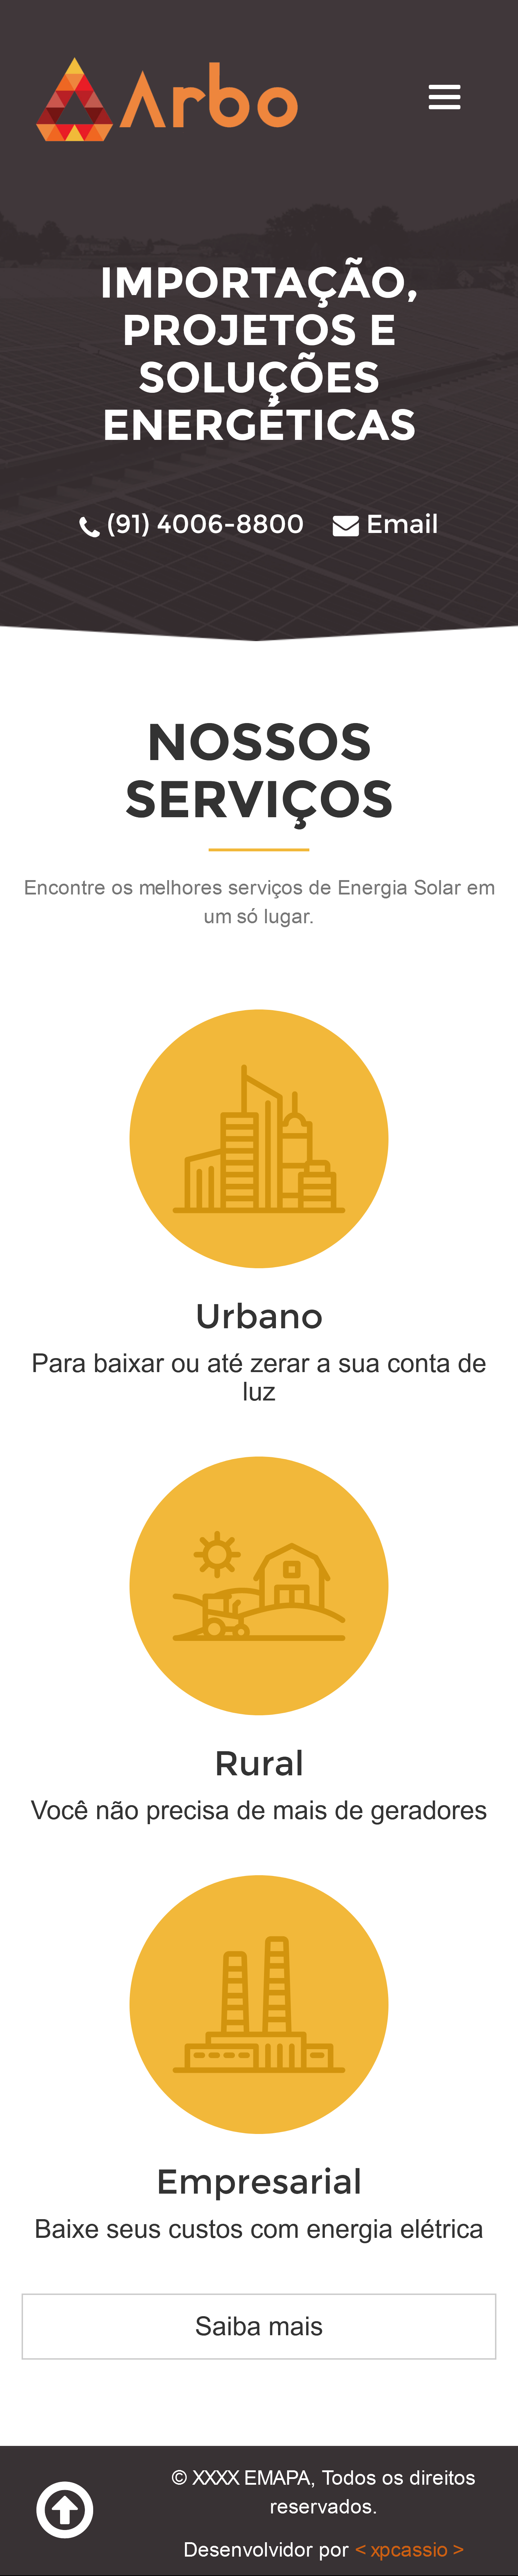 Arbo
IMPORTAÇÃO,
PROJETOS E
SOLUÇÕES
ENERGÉTICAS
(91) 4006-8800 Email
NOSSOS
SERVIÇOS
Encontre os melhores serviços de Energia Solar em
um só lugar.
Urbano
Para baixar ou até zerar a sua conta de
luz
Rural
Você não precisa de mais de geradores
Empresarial
Baixe seus custos com energia elétrica
Saiba mais
© XXXX EMAPA, Todos os direitos
reservados.
Desenvolvidor por < xpcassio >